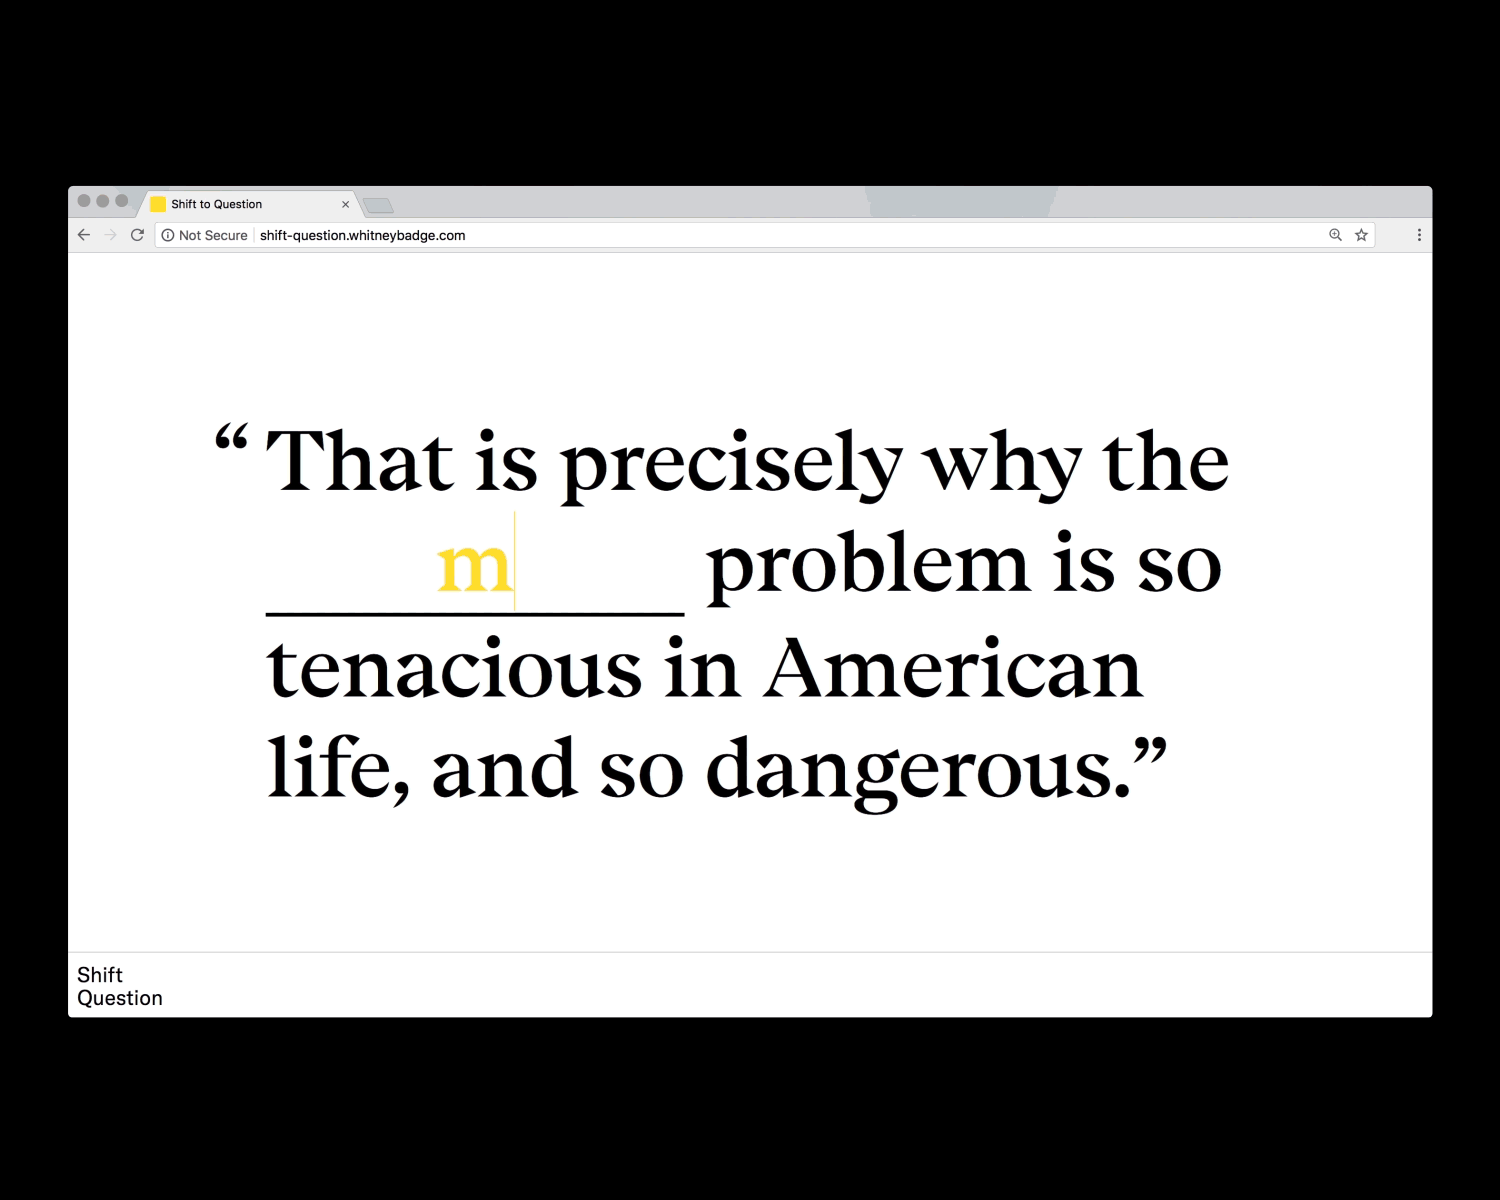 Shift to Question
Not Secure shift-question.whitneybadge.com
“That is precisely why the
m problem is so
tenacious in American
life, and so dangerous.”
Shift
Question